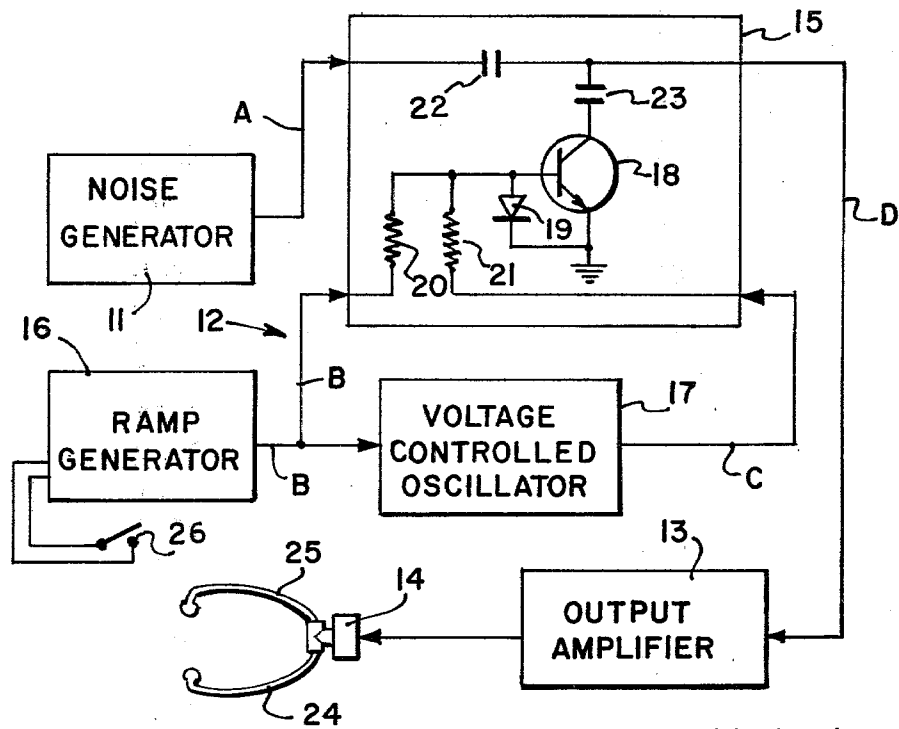 15
22
23
A
18
NOISE
GENERATOR
19
D
20
21
11
12
16
B
17
RAMP
GENERATOR
VOLTAGE
CONTROLLED
OSCILLATOR
B
C
26
13
25
14
OUTPUT
AMPLIFIER
24